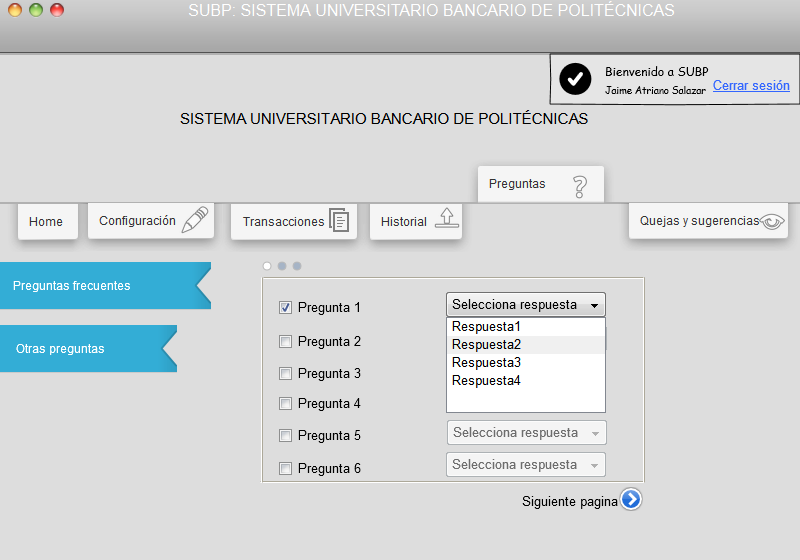 SUBP: SISTEMA UNIVERSITARIO BANCARIO DE POLITÉCNICAS
Bienvenido a SUBP
Jaime Atriano Salazar
Cerrar sesión
SISTEMA UNIVERSITARIO BANCARIO DE POLITÉCNICAS
Preguntas
Home
Configuración
Transacciones
Historial
Quejas y sugerencias
Preguntas frecuentes
Otras preguntas
Pregunta 1
Selecciona respuesta
Respuesta1
Respuesta2
Respuesta3
Respuesta4
Pregunta 2
Pregunta 3
Pregunta 4
Pregunta 5
Selecciona respuesta
Pregunta 6
Selecciona respuesta
Siguiente pagina